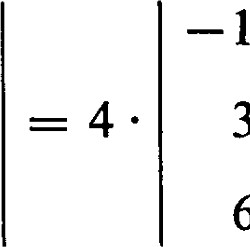 | = 4 · | −1
3
6